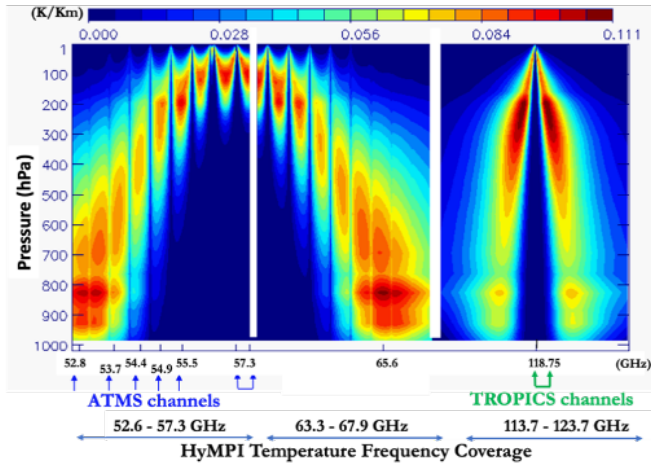 (K/Km)
0.000 0.028 0.056 0.084 0.111
Pressure (hPa)
1
100
200
300
400
500
600
700
800
900
1000
52.8 53.7 54.4 54.9 55.5 57.3 65.6 118.75 (GHz)
ATMS channels TROPICS channels
52.6 - 57.3 GHz 63.3 - 67.9 GHz 113.7 - 123.7 GHz
HyMPI Temperature Frequency Coverage